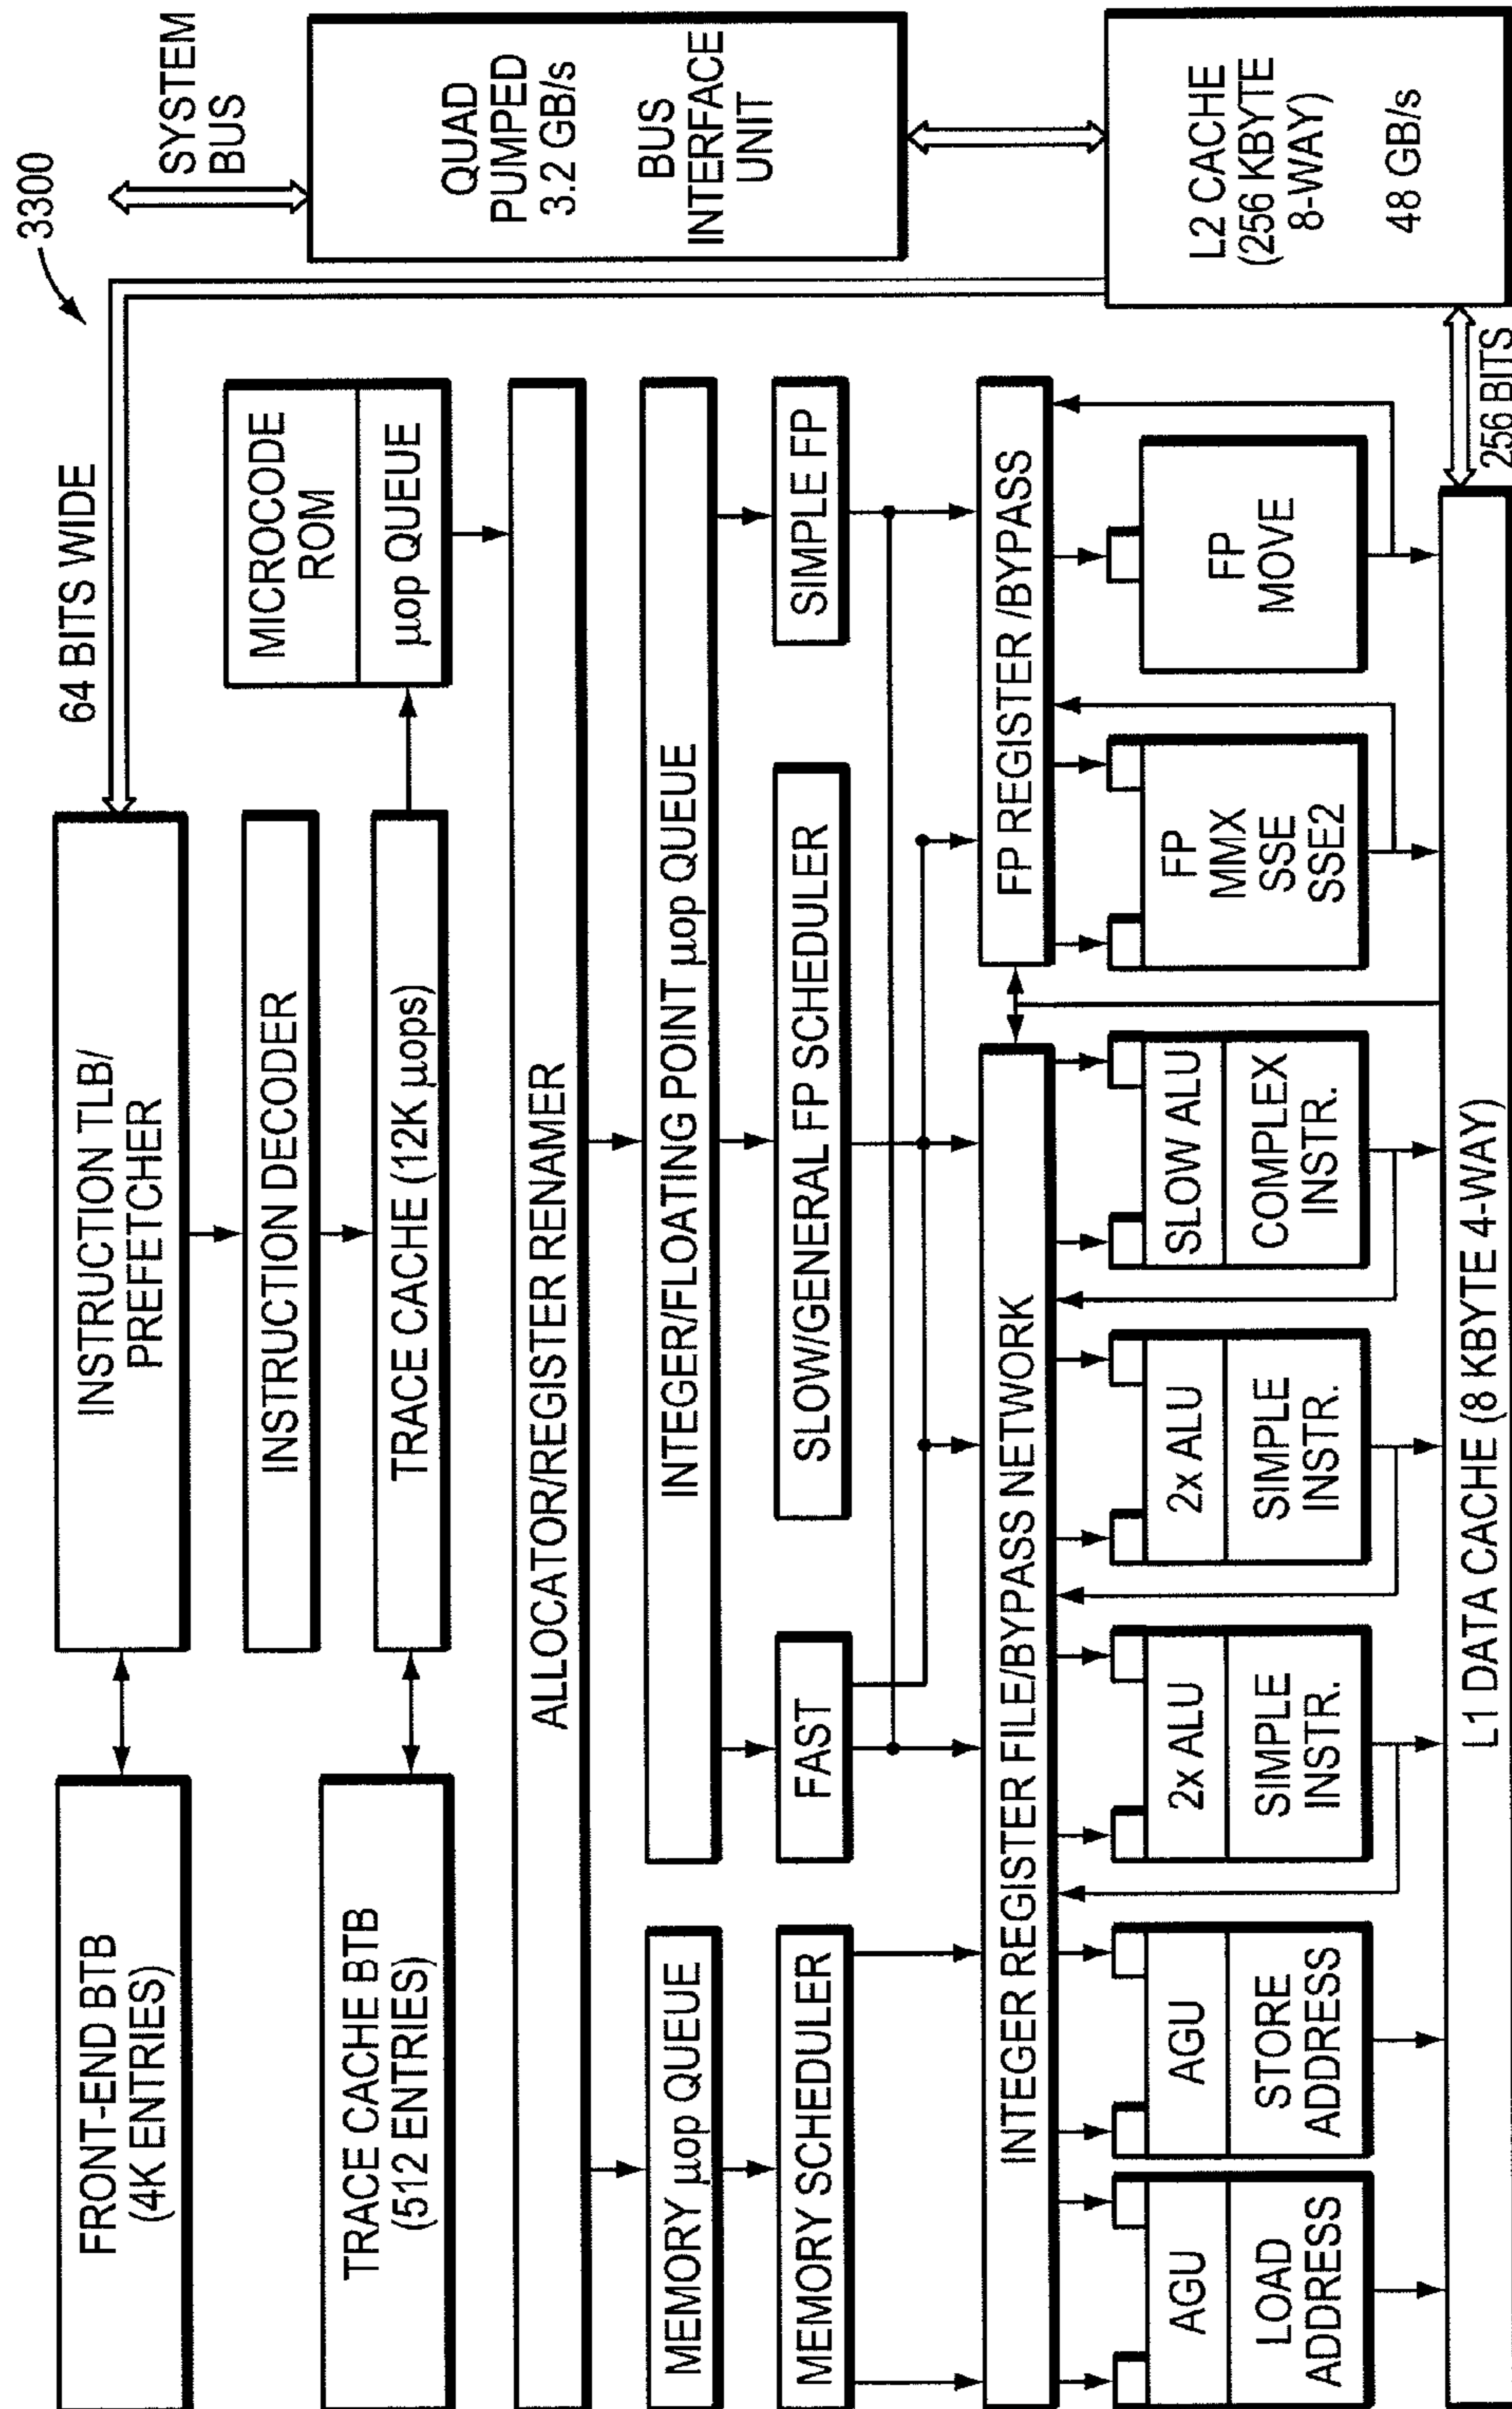 3300
64 BITS WIDE
SYSTEM
BUS
FRONT-END BTB
(4K ENTRIES)
INSTRUCTION TLB/
PREFETCHER
QUAD
PUMPED
3.2 GB/s
BUS
INTERFACE
UNIT
INSTRUCTION DECODER
MICROCODE
ROM
µop QUEUE
TRACE CACHE BTB
(512 ENTRIES)
TRACE CACHE (12K µops)
ALLOCATOR/REGISTER RENAMER
MEMORY µop QUEUE
INTEGER/FLOATING POINT µop QUEUE
MEMORY SCHEDULER
FAST
SLOW/GENERAL FP SCHEDULER
SIMPLE FP
INTEGER REGISTER FILE/BYPASS NETWORK
FP REGISTER /BYPASS
AGU
LOAD
ADDRESS
AGU
STORE
ADDRESS
2x ALU
SIMPLE
INSTR.
2x ALU
SIMPLE
INSTR.
SLOW ALU
COMPLEX
INSTR.
FP
MMX
SSE
SSE2
FP
MOVE
L2 CACHE
(256 KBYTE
8-WAY)
48 GB/s
L1 DATA CACHE (8 KBYTE 4-WAY)
256 BITS